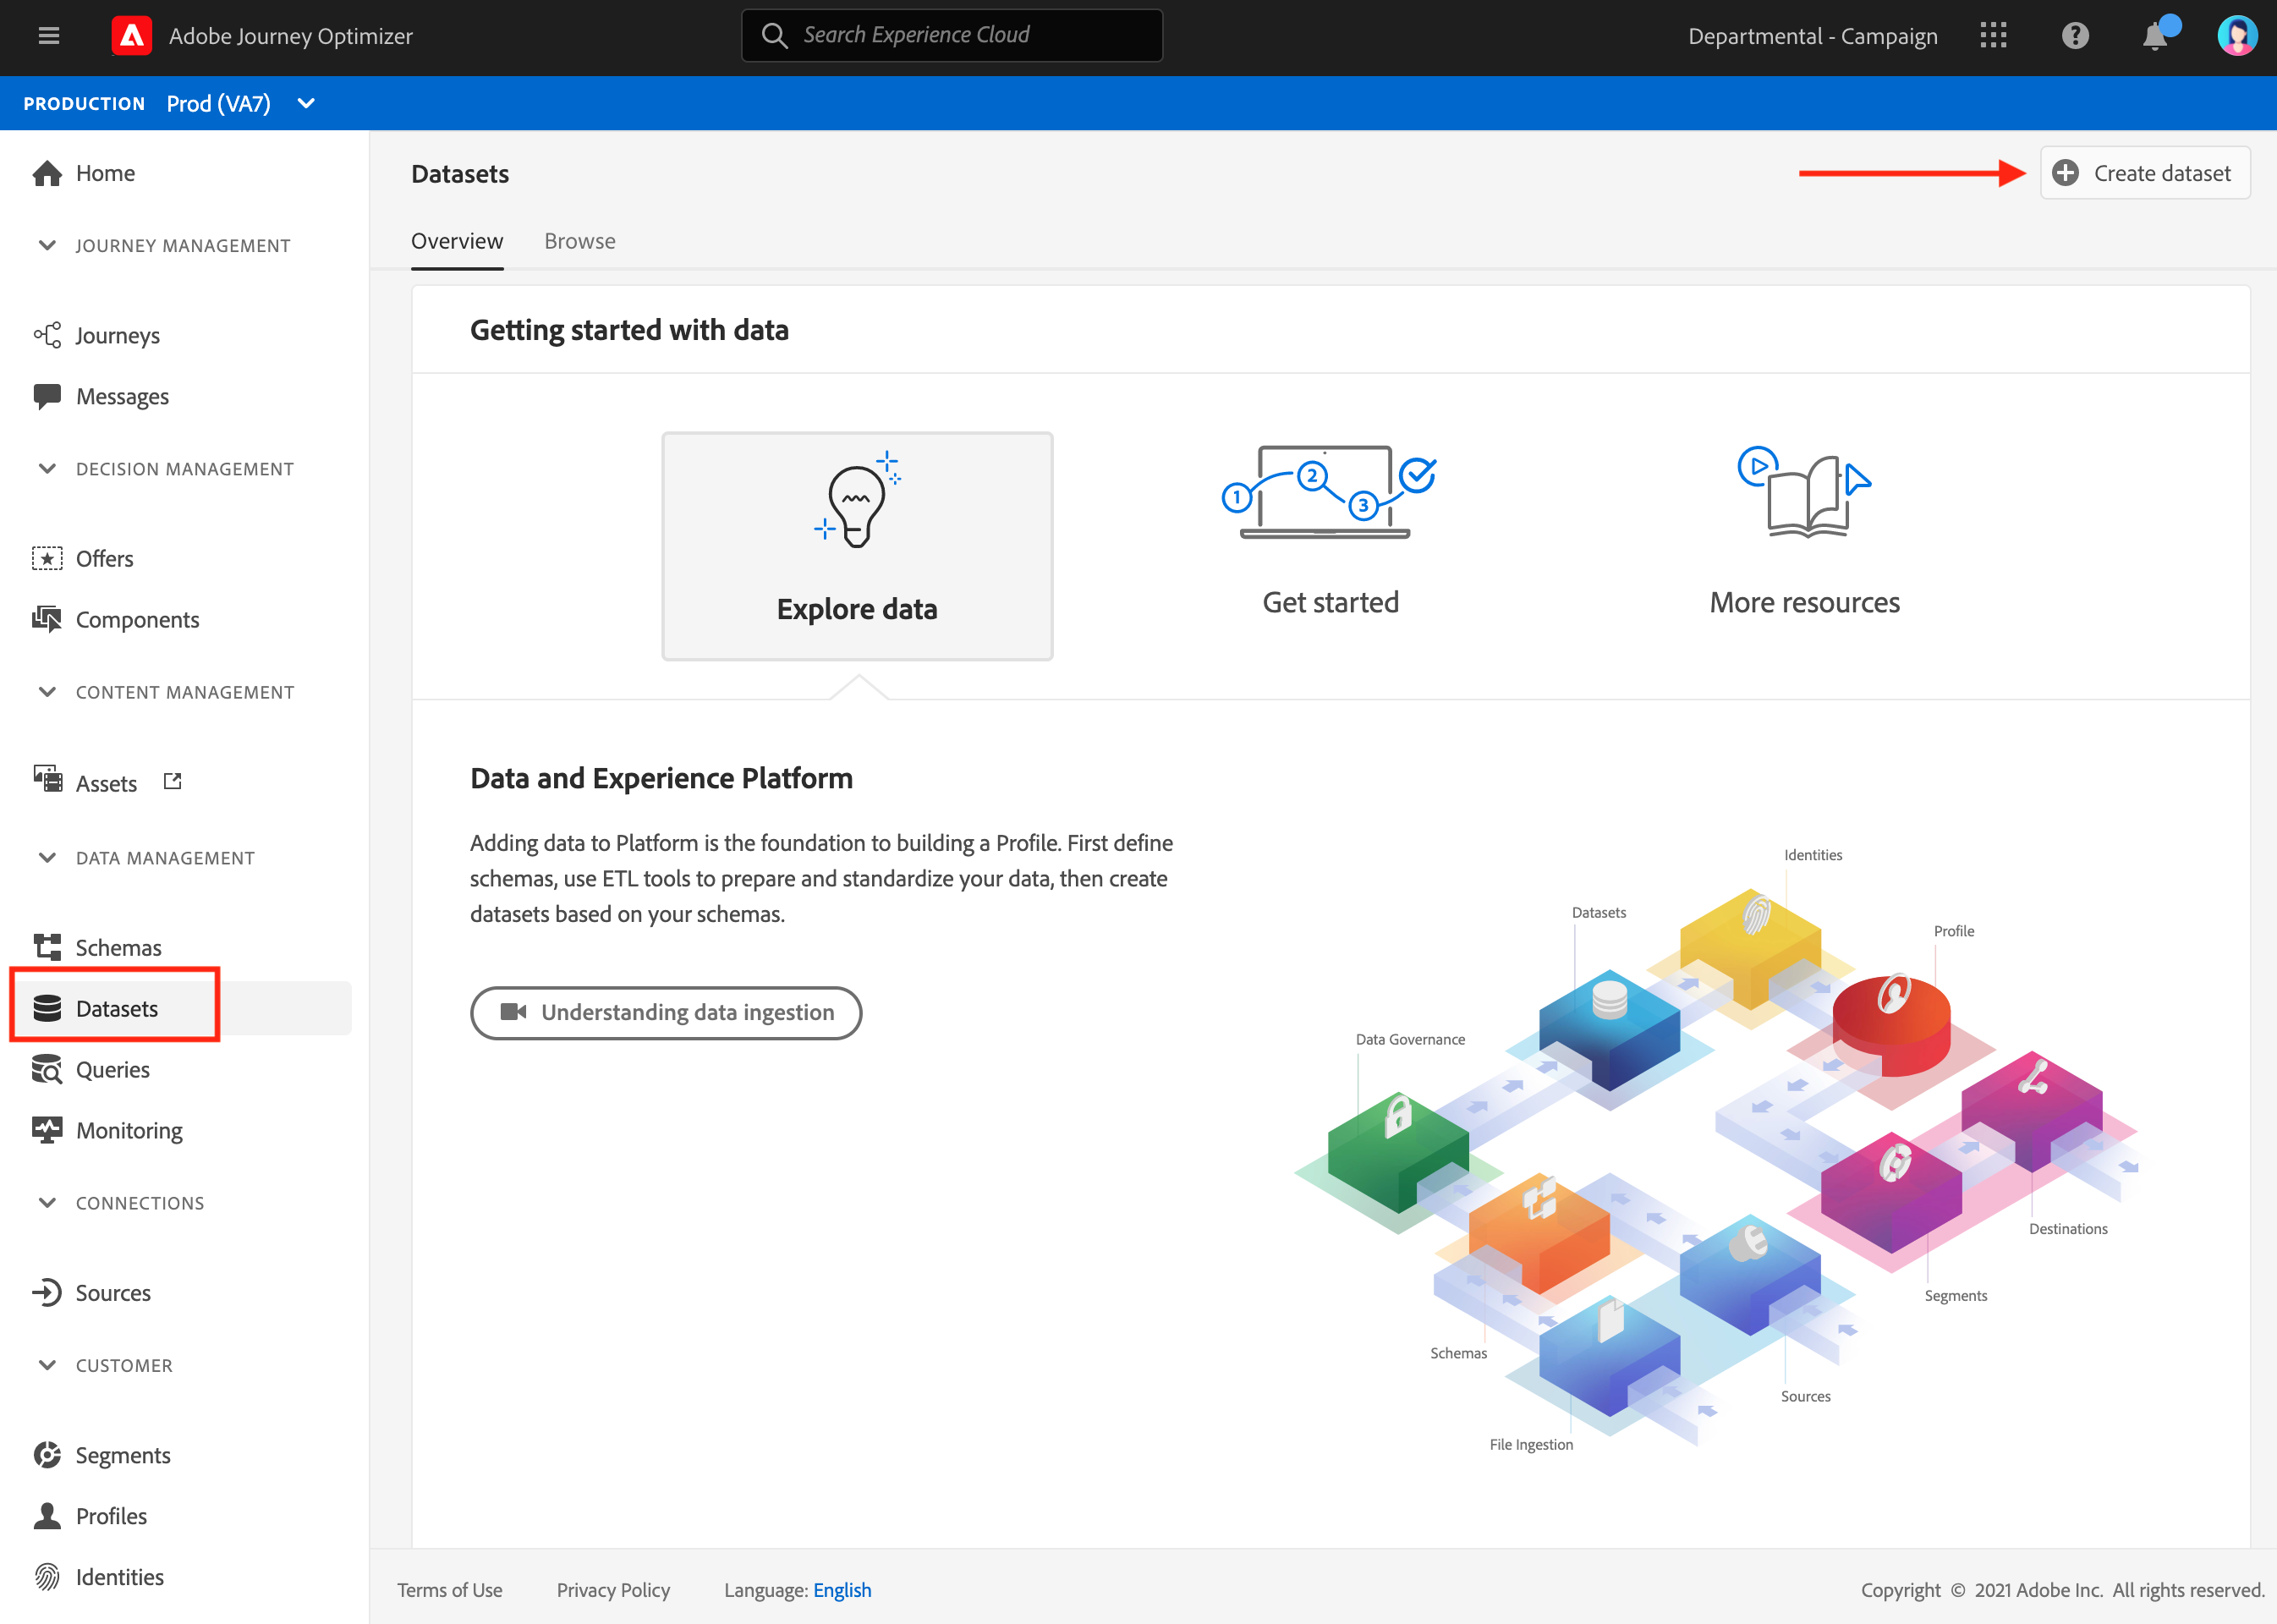 Adobe Journey Optimizer
Search Experience Cloud
Departmental - Campaign
PRODUCTION Prod (VA7)
Home
JOURNEY MANAGEMENT
Journeys
Messages
DECISION MANAGEMENT
Offers
Components
CONTENT MANAGEMENT
Assets
DATA MANAGEMENT
Schemas
Datasets
Queries
Monitoring
CONNECTIONS
Sources
CUSTOMER
Segments
Profiles
Identities
Datasets
Create dataset
Overview Browse
Getting started with data
Explore data
1 2 3
Get started
More resources
Data and Experience Platform
Adding data to Platform is the foundation to building a Profile. First define
schemas, use ETL tools to prepare and standardize your data, then create
datasets based on your schemas.
Understanding data ingestion
Identities
Datasets
Profile
Data Governance
Destinations
Segments
Schemas
Sources
File Ingestion
Terms of Use Privacy Policy Language: English
Copyright © 2021 Adobe Inc. All rights reserved.